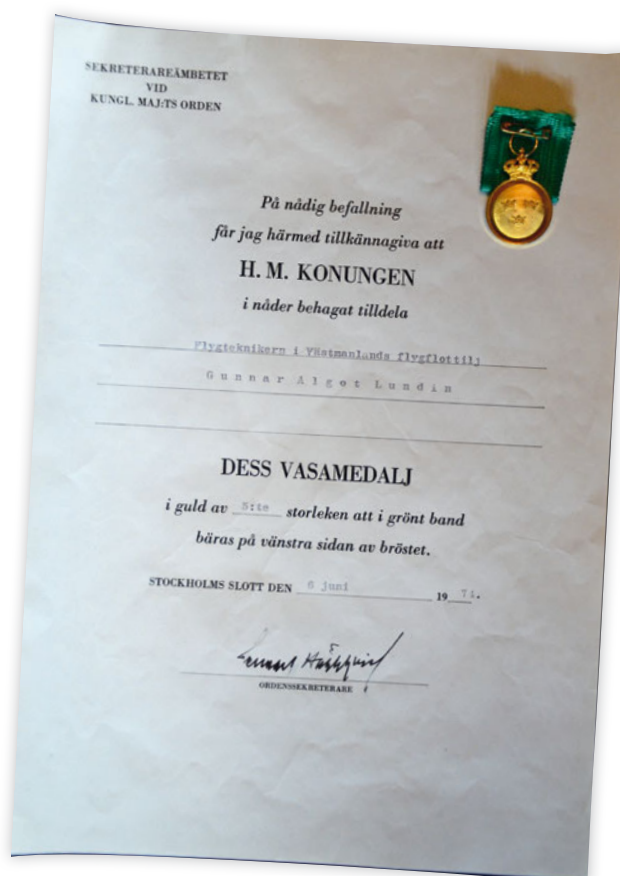 SEKRETERAREÄMBETET
VID
KUNGL. MAJ:TS ORDEN
På nådig befallning
får jag härmed tillkännagiva att
H. M. KONUNGEN
i nåder behagat tilldela
Flygteknikern i Västmanlands flygflottilj
Gunnar Algot Lundin
DESS VASAMEDALJ
i guld av 5:te storleken att i grönt band
bäras på vänstra sidan av bröstet.
STOCKHOLMS SLOTT DEN 6 juni 19
ORDENSSEKRETERARE